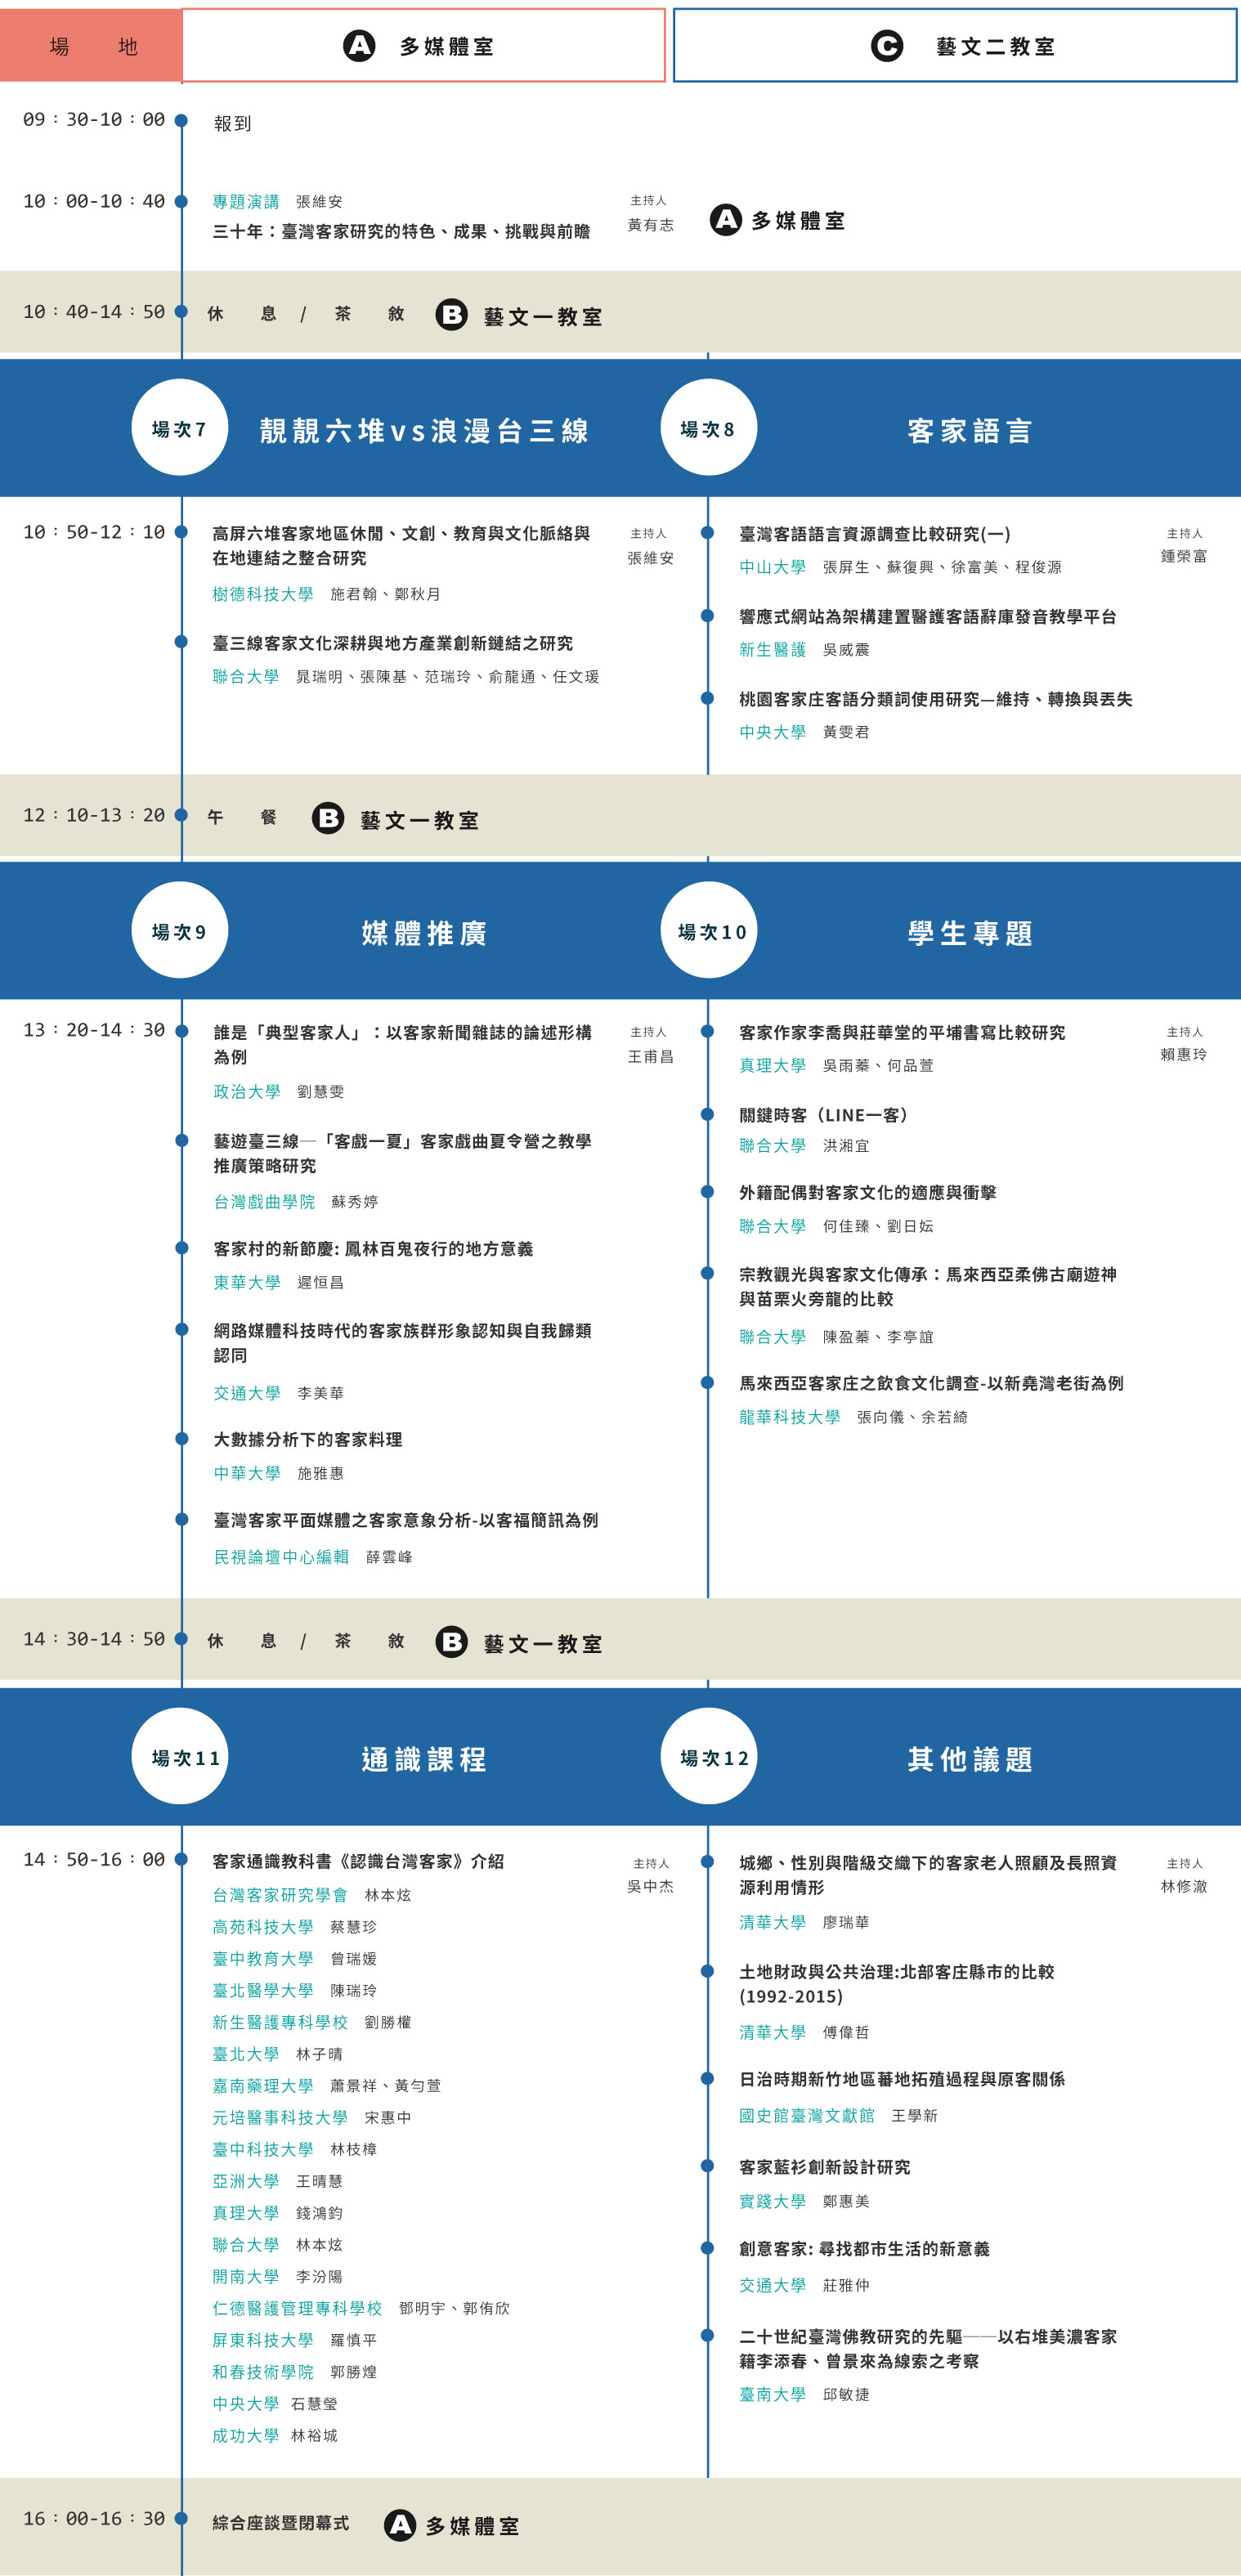 場 地
A 多媒體室
C 藝文二教室
09：30-10：00
報到
10：00-10：40
專題演講 張維安
三十年：臺灣客家研究的特色、成果、挑戰與前瞻
主持人
黃有志
A 多媒體室
10：40-14：50
休 息 / 茶 敘 B 藝文一教室
場次7 靚靚六堆vs浪漫台三線
場次8 客家語言
10：50-12：10
高屏六堆客家地區休閒、文創、教育與文化脈絡與
在地連結之整合研究
樹德科技大學 施君翰、鄭秋月
主持人
張維安
臺三線客家文化深耕與地方產業創新鏈結之研究
聯合大學 晁瑞明、張陳基、范瑞玲、俞龍通、任文瑗
臺灣客語語言資源調查比較研究(一)
中山大學 張屏生、蘇復興、徐富美、程俊源
主持人
鍾榮富
響應式網站為架構建置醫護客語辭庫發音教學平台
新生醫護 吳威震
桃園客家庄客語分類詞使用研究—維持、轉換與丟失
中央大學 黃雯君
12：10-13：20
午 餐 B 藝文一教室
場次9 媒體推廣
場次10 學生專題
13：20-14：30
誰是「典型客家人」：以客家新聞雜誌的論述形構
為例
政治大學 劉慧雯
主持人
王甫昌
藝遊臺三線─「客戲一夏」客家戲曲夏令營之教學
推廣策略研究
台灣戲曲學院 蘇秀婷
客家村的新節慶: 鳳林百鬼夜行的地方意義
東華大學 遲恒昌
網路媒體科技時代的客家族群形象認知與自我歸類
認同
交通大學 李美華
大數據分析下的客家料理
中華大學 施雅惠
臺灣客家平面媒體之客家意象分析-以客福簡訊為例
民視論壇中心編輯 薛雲峰
客家作家李喬與莊華堂的平埔書寫比較研究
真理大學 吳雨蓁、何品萱
主持人
賴惠玲
關鍵時客（LINE一客）
聯合大學 洪湘宜
外籍配偶對客家文化的適應與衝擊
聯合大學 何佳臻、劉日妘
宗教觀光與客家文化傳承：馬來西亞柔佛古廟遊神
與苗栗火旁龍的比較
聯合大學 陳盈蓁、李亭誼
馬來西亞客家庄之飲食文化調查-以新堯灣老街為例
龍華科技大學 張向儀、余若綺
14：30-14：50
休 息 / 茶 敘 B 藝文一教室
場次11 通識課程
場次12 其他議題
14：50-16：00
客家通識教科書《認識台灣客家》介紹
主持人
吳中杰
台灣客家研究學會 林本炫
高苑科技大學 蔡慧珍
臺中教育大學 曾瑞媛
臺北醫學大學 陳瑞玲
新生醫護專科學校 劉勝權
臺北大學 林子晴
嘉南藥理大學 蕭景祥、黃勻萱
元培醫事科技大學 宋惠中
臺中科技大學 林枝樟
亞洲大學 王晴慧
真理大學 錢鴻鈞
聯合大學 林本炫
開南大學 李汾陽
仁德醫護管理專科學校 鄧明宇、郭侑欣
屏東科技大學 羅慎平
和春技術學院 郭勝煌
中央大學 石慧瑩
成功大學 林裕城
城鄉、性別與階級交織下的客家老人照顧及長照資
源利用情形
清華大學 廖瑞華
主持人
林修澈
土地財政與公共治理:北部客庄縣市的比較
(1992-2015)
清華大學 傅偉哲
日治時期新竹地區蕃地拓殖過程與原客關係
國史館臺灣文獻館 王學新
客家藍衫創新設計研究
實踐大學 鄭惠美
創意客家: 尋找都市生活的新意義
交通大學 莊雅仲
二十世紀臺灣佛教研究的先驅──以右堆美濃客家
籍李添春、曾景來為線索之考察
臺南大學 邱敏捷
16：00-16：30
綜合座談暨閉幕式 A 多媒體室